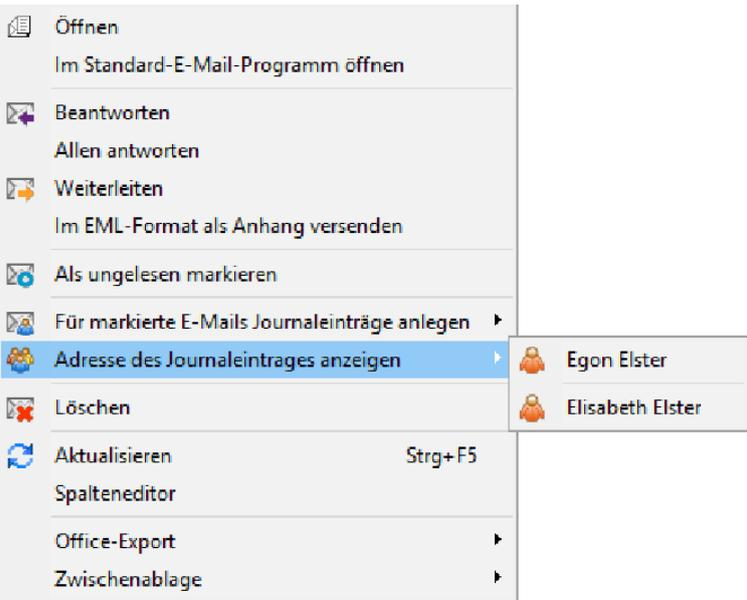 Öffnen
Im Standard-E-Mail-Programm öffnen
Beantworten
Allen antworten
Weiterleiten
Im EML-Format als Anhang versenden
Als ungelesen markieren
Für markierte E-Mails Journaleinträge anlegen
Adresse des Journaleintrages anzeigen
Egon Elster
Elisabeth Elster
Löschen
Aktualisieren Strg+F5
Spalteneditor
Office-Export
Zwischenablage